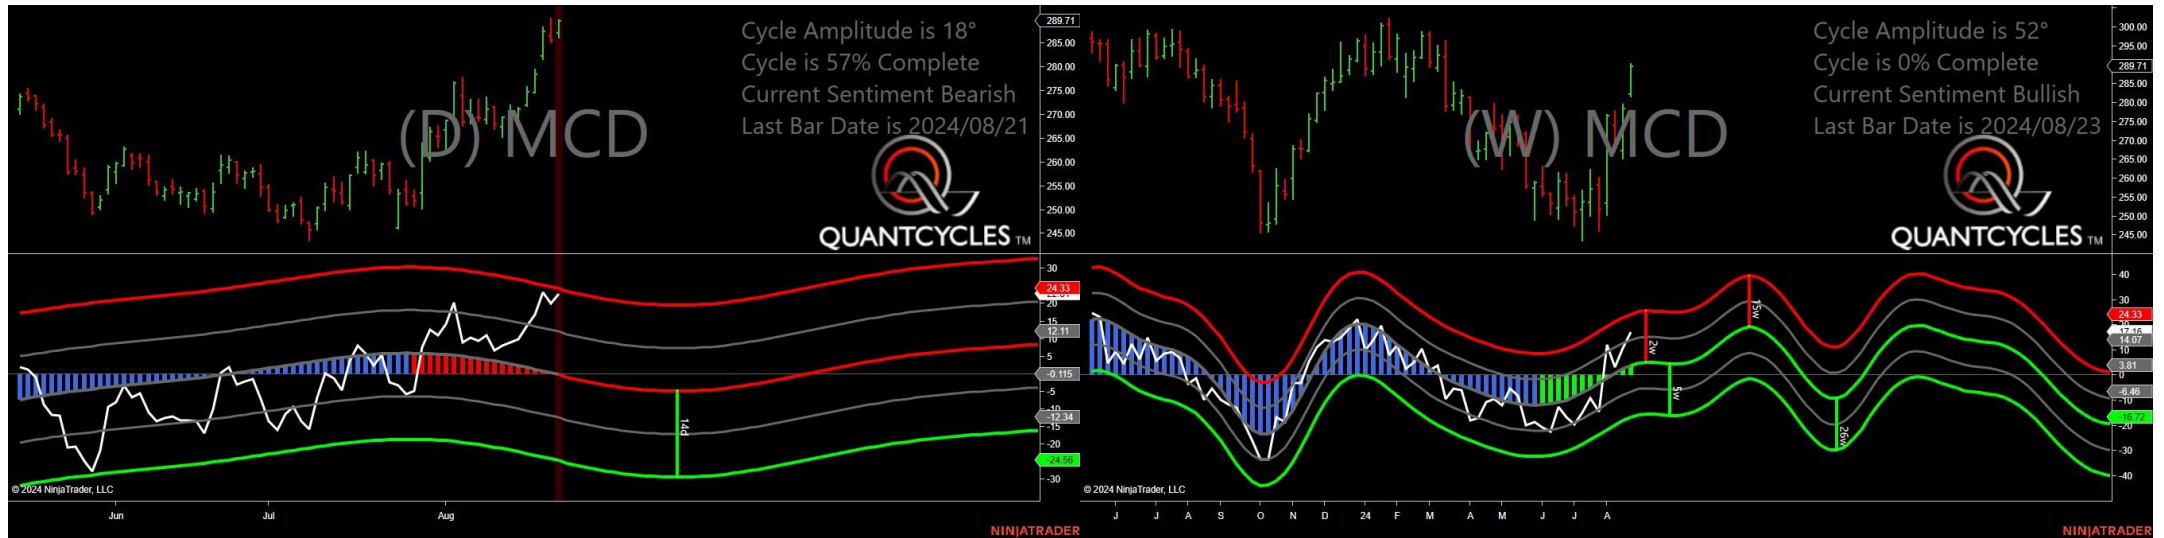 Cycle Amplitude is 18°
Cycle is 57% Complete
Current Sentiment Bearish
Last Bar Date is 2024/08/21
(D) MCD
QUANTCYCLES TM
289.71
285.00
280.00
275.00
270.00
265.00
260.00
255.00
250.00
245.00
30
24.33
20
15
12.11
10
5
-0.115
-5
-10
-12.34
-15
-20
-24.56
-30
14d
© 2024 NinjaTrader, LLC
Jun Jul Aug
NINJATRADER
Cycle Amplitude is 52°
Cycle is 0% Complete
Current Sentiment Bullish
Last Bar Date is 2024/08/23
(W) MCD
QUANTCYCLES TM
300.00
295.00
289.71
285.00
280.00
275.00
270.00
265.00
260.00
255.00
250.00
245.00
40
30
24.33
17.16
14.07
10
3.81
0
-6.46
-10
-16.72
-20
-30
-40
2w
5w
15w
26w
© 2024 NinjaTrader, LLC
J J A S O N D 24 F M A M J J A
NINJATRADER